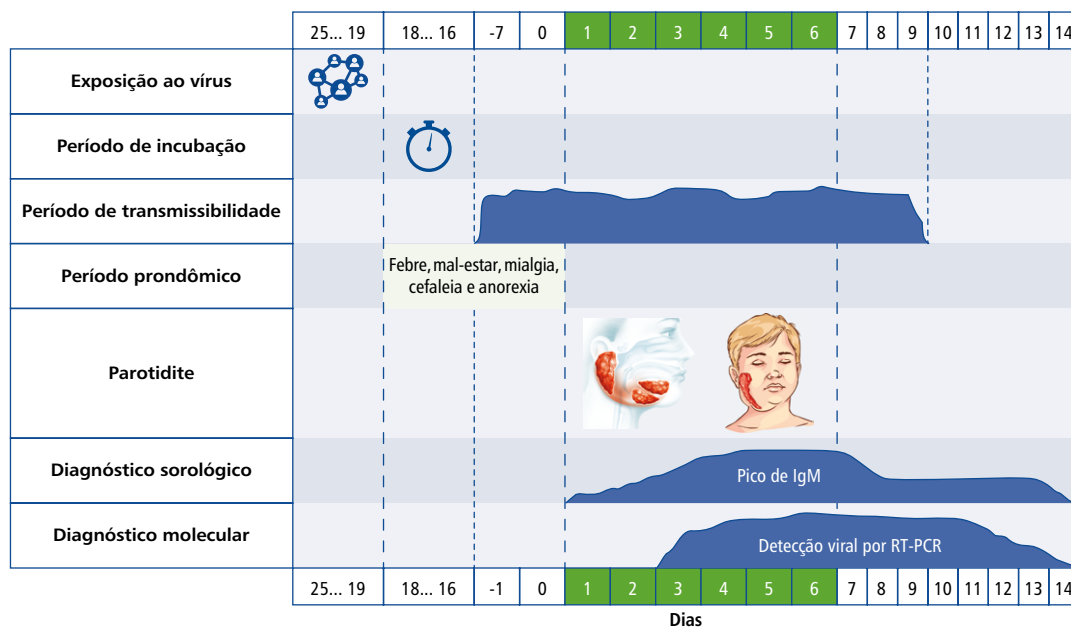 25... 19 18... 16 -7 0 1 2 3 4 5 6 7 8 9 10 11 12 13 14
Exposição ao vírus
Período de incubação
Período de transmissibilidade
Período prondômico
Febre, mal-estar, mialgia,
cefaleia e anorexia
Parotidite
Diagnóstico sorológico
Pico de IgM
Diagnóstico molecular
Detecção viral por RT-PCR
25... 19 18... 16 -1 0 1 2 3 4 5 6 7 8 9 10 11 12 13 14
Dias